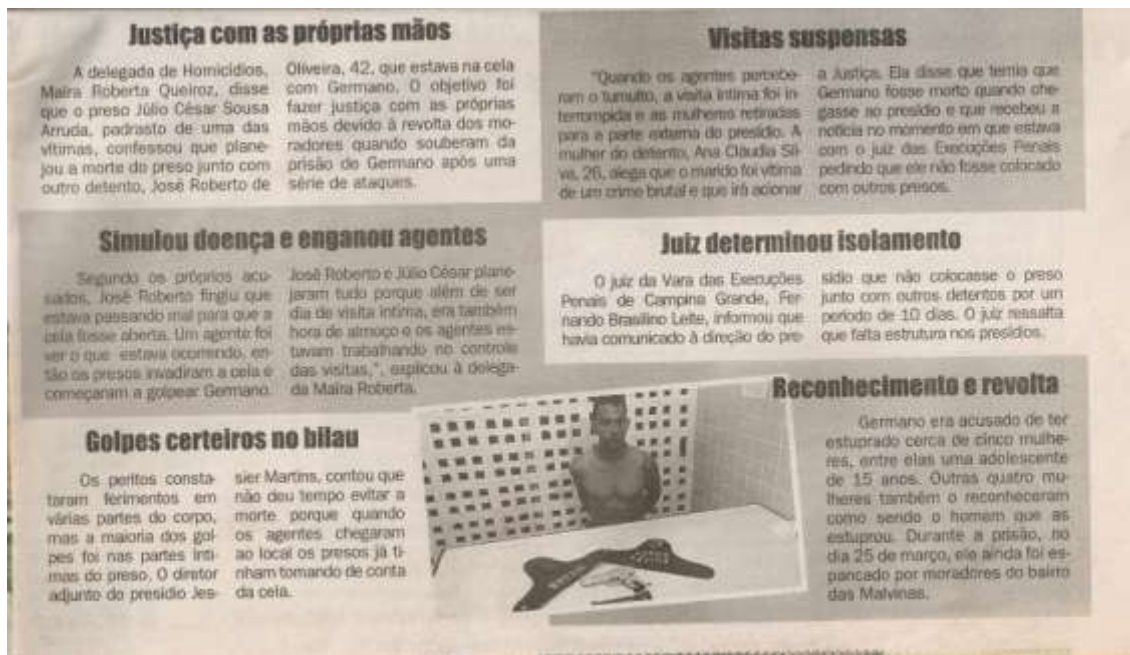 Justiça com as próprias mãos
A delegada de Homicídios,
Maíra Roberta Queiroz, disse
que o preso Júlio César Sousa
Arruda, padrasto de uma das
vítimas, confessou que plane-
jou a morte do preso junto com
outro detento, José Roberto de
Oliveira, 42, que estava na cela
com Germano. O objetivo foi
fazer justiça com as próprias
mãos devido à revolta dos mo-
radores quando souberam da
prisão de Germano após uma
série de ataques.
Visitas suspensas
"Quando os agentes percebe-
ram o tumulto, a visita íntima foi in-
terrompida e as mulheres retiradas
para a parte externa do presídio. A
mulher do detento, Ana Cláudia Sil-
va, 26, alega que o marido foi vítima
de um crime brutal e que irá acionar
a Justiça. Ela disse que temia que
Germano fosse morto quando che-
gasse no presídio e que recebeu a
notícia no momento em que estava
com o juiz das Execuções Penais
pedindo que ele não fosse colocado
com outros presos.
Simulou doença e enganou agentes
Segundo os próprios acu-
sados, José Roberto fingiu que
estava passando mal para que a
cela fosse aberta. Um agente foi
ver o que estava ocorrendo, en-
tão os presos invadiram a cela e
começaram a golpear Germano.
José Roberto e Júlio César plane-
jaram tudo porque além de ser
dia de visita íntima, era também
hora de almoço e os agentes es-
tavam trabalhando no controle
das visitas,", explicou à delega-
da Maíra Roberta.
Juiz determinou isolamento
O juiz da Vara das Execuções
Penais de Campina Grande, Fer-
nando Brasilino Leite, informou que
havia comunicado à direção do pre-
sídio que não colocasse o preso
junto com outros detentos por um
período de 10 dias. O juiz ressalta
que falta estrutura nos presídios.
Golpes certeiros no bilau
Os peritos consta-
taram ferimentos em
várias partes do corpo,
mas a maioria dos gol-
pes foi nas partes ínti-
mas do preso. O diretor
adjunto do presídio Jes-
sier Martins, contou que
não deu tempo evitar a
morte porque quando
os agentes chegaram
ao local os presos já ti-
nham tomando de conta
da cela.
Reconhecimento e revolta
Germano era acusado de ter
estuprado cerca de cinco mulhe-
res, entre elas uma adolescente
de 15 anos. Outras quatro mu-
lheres também o reconheceram
como sendo o homem que as
estuprou. Durante a prisão, no
dia 25 de março, ele ainda foi es-
pancado por moradores do bairro
das Malvinas.